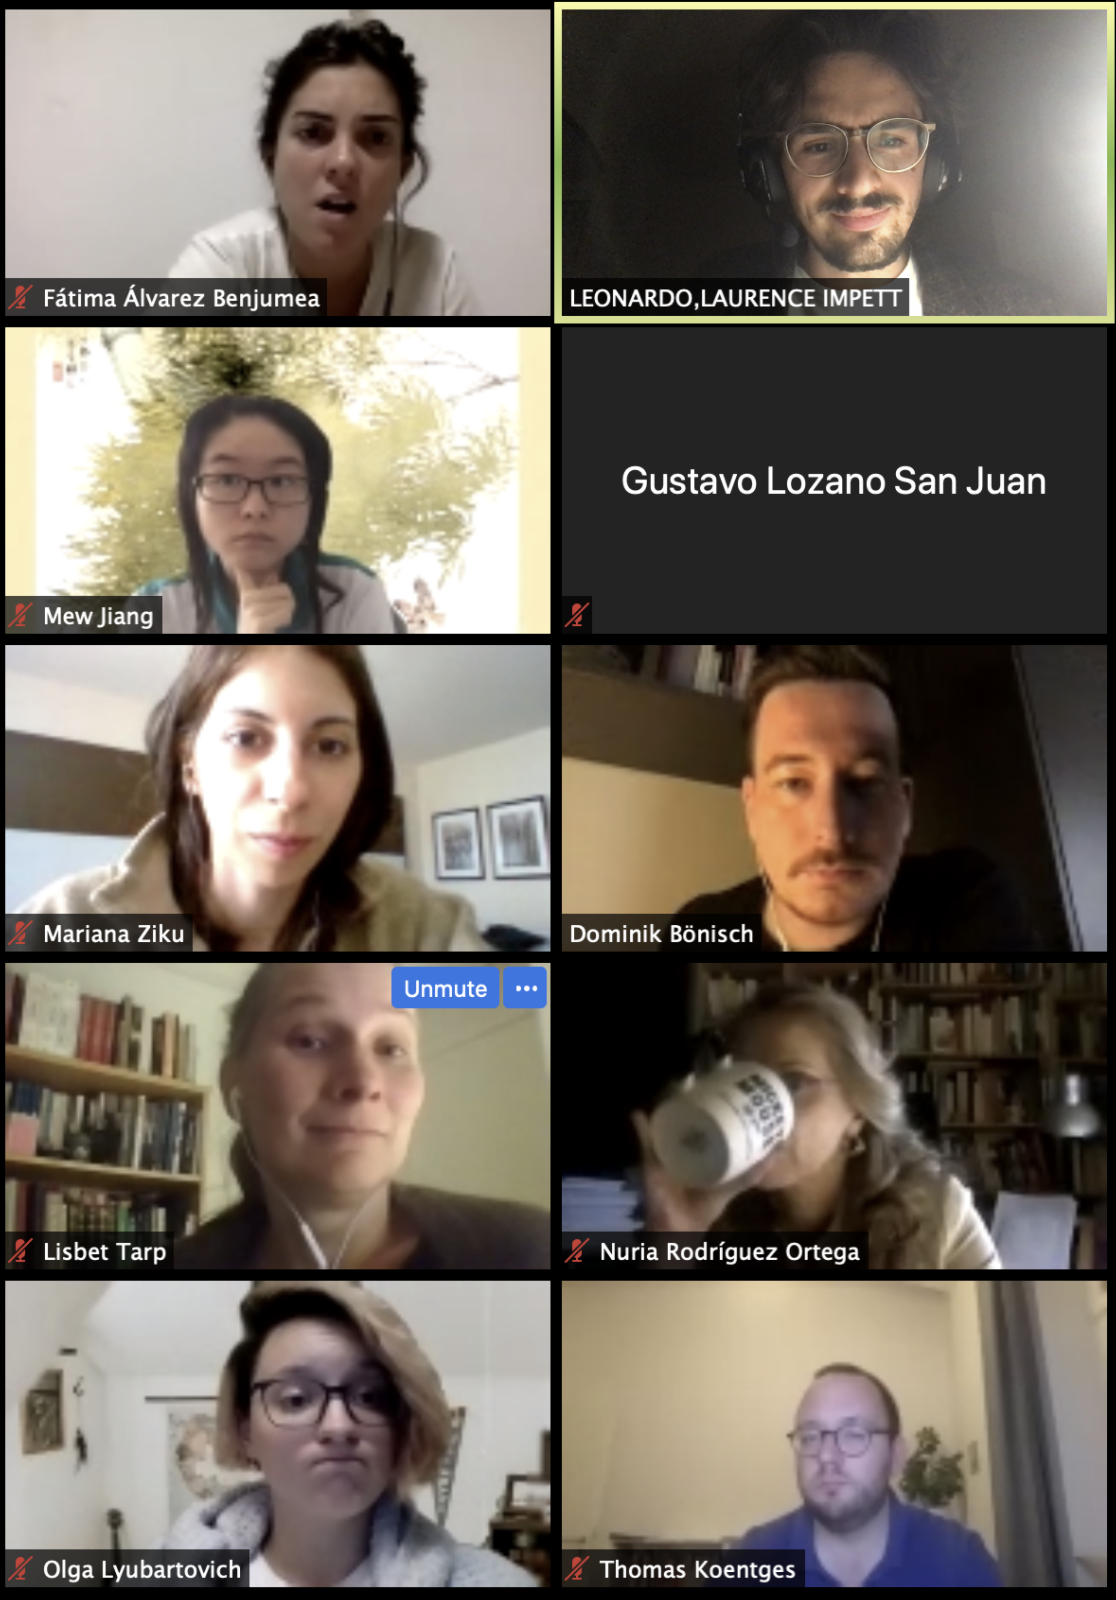 Fátima Álvarez Benjumea
LEONARDO,LAURENCE IMPETT
Mew Jiang
Gustavo Lozano San Juan
Mariana Ziku
Dominik Bönisch
Unmute
Lisbet Tarp
Nuria Rodríguez Ortega
Olga Lyubartovich
Thomas Koentges